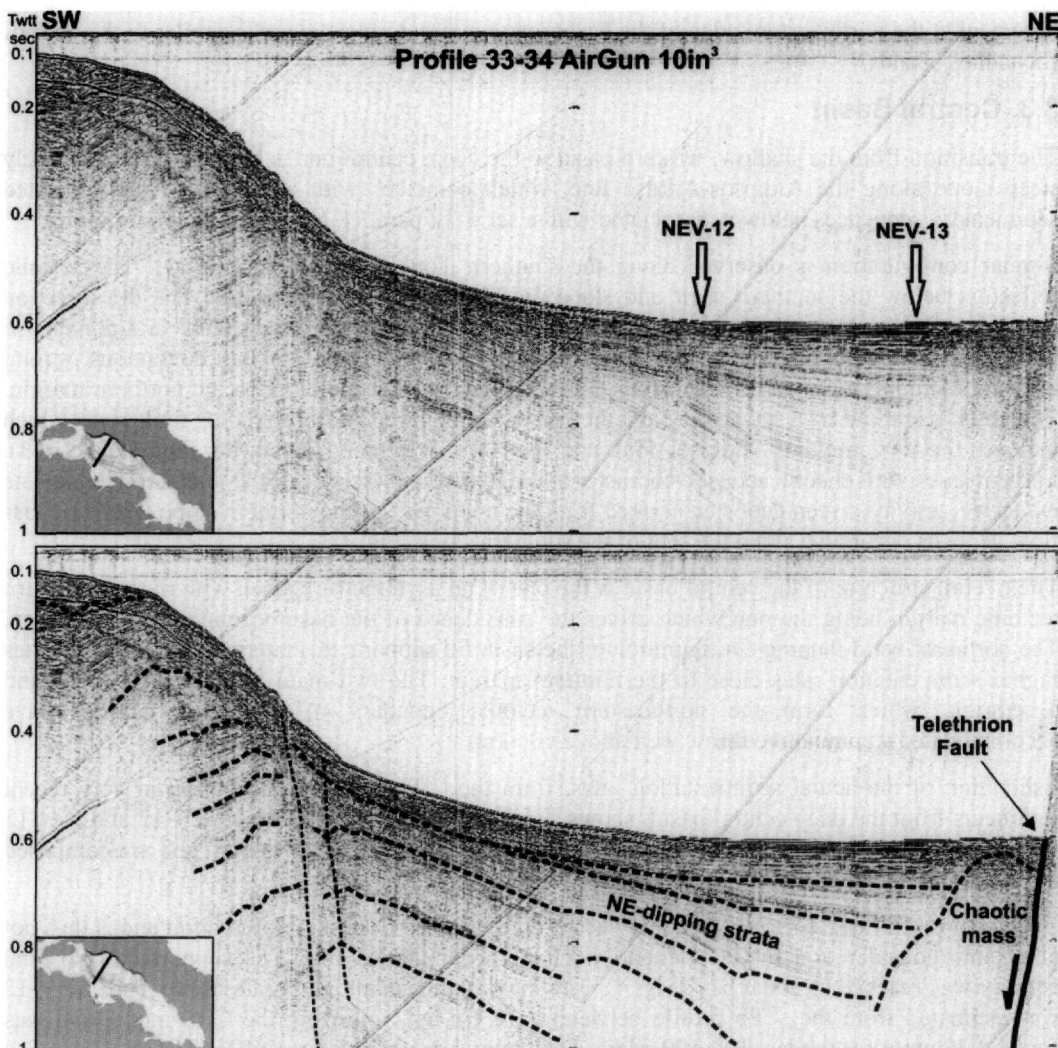 Twtt SW NE
sec
Profile 33-34 AirGun 10in³
0.1
0.2
0.4
NEV-12 NEV-13
0.6
0.8
1
0.1
0.2
0.4
Telethrion
Fault
0.6
NE-dipping strata
Chaotic
mass
0.8
1